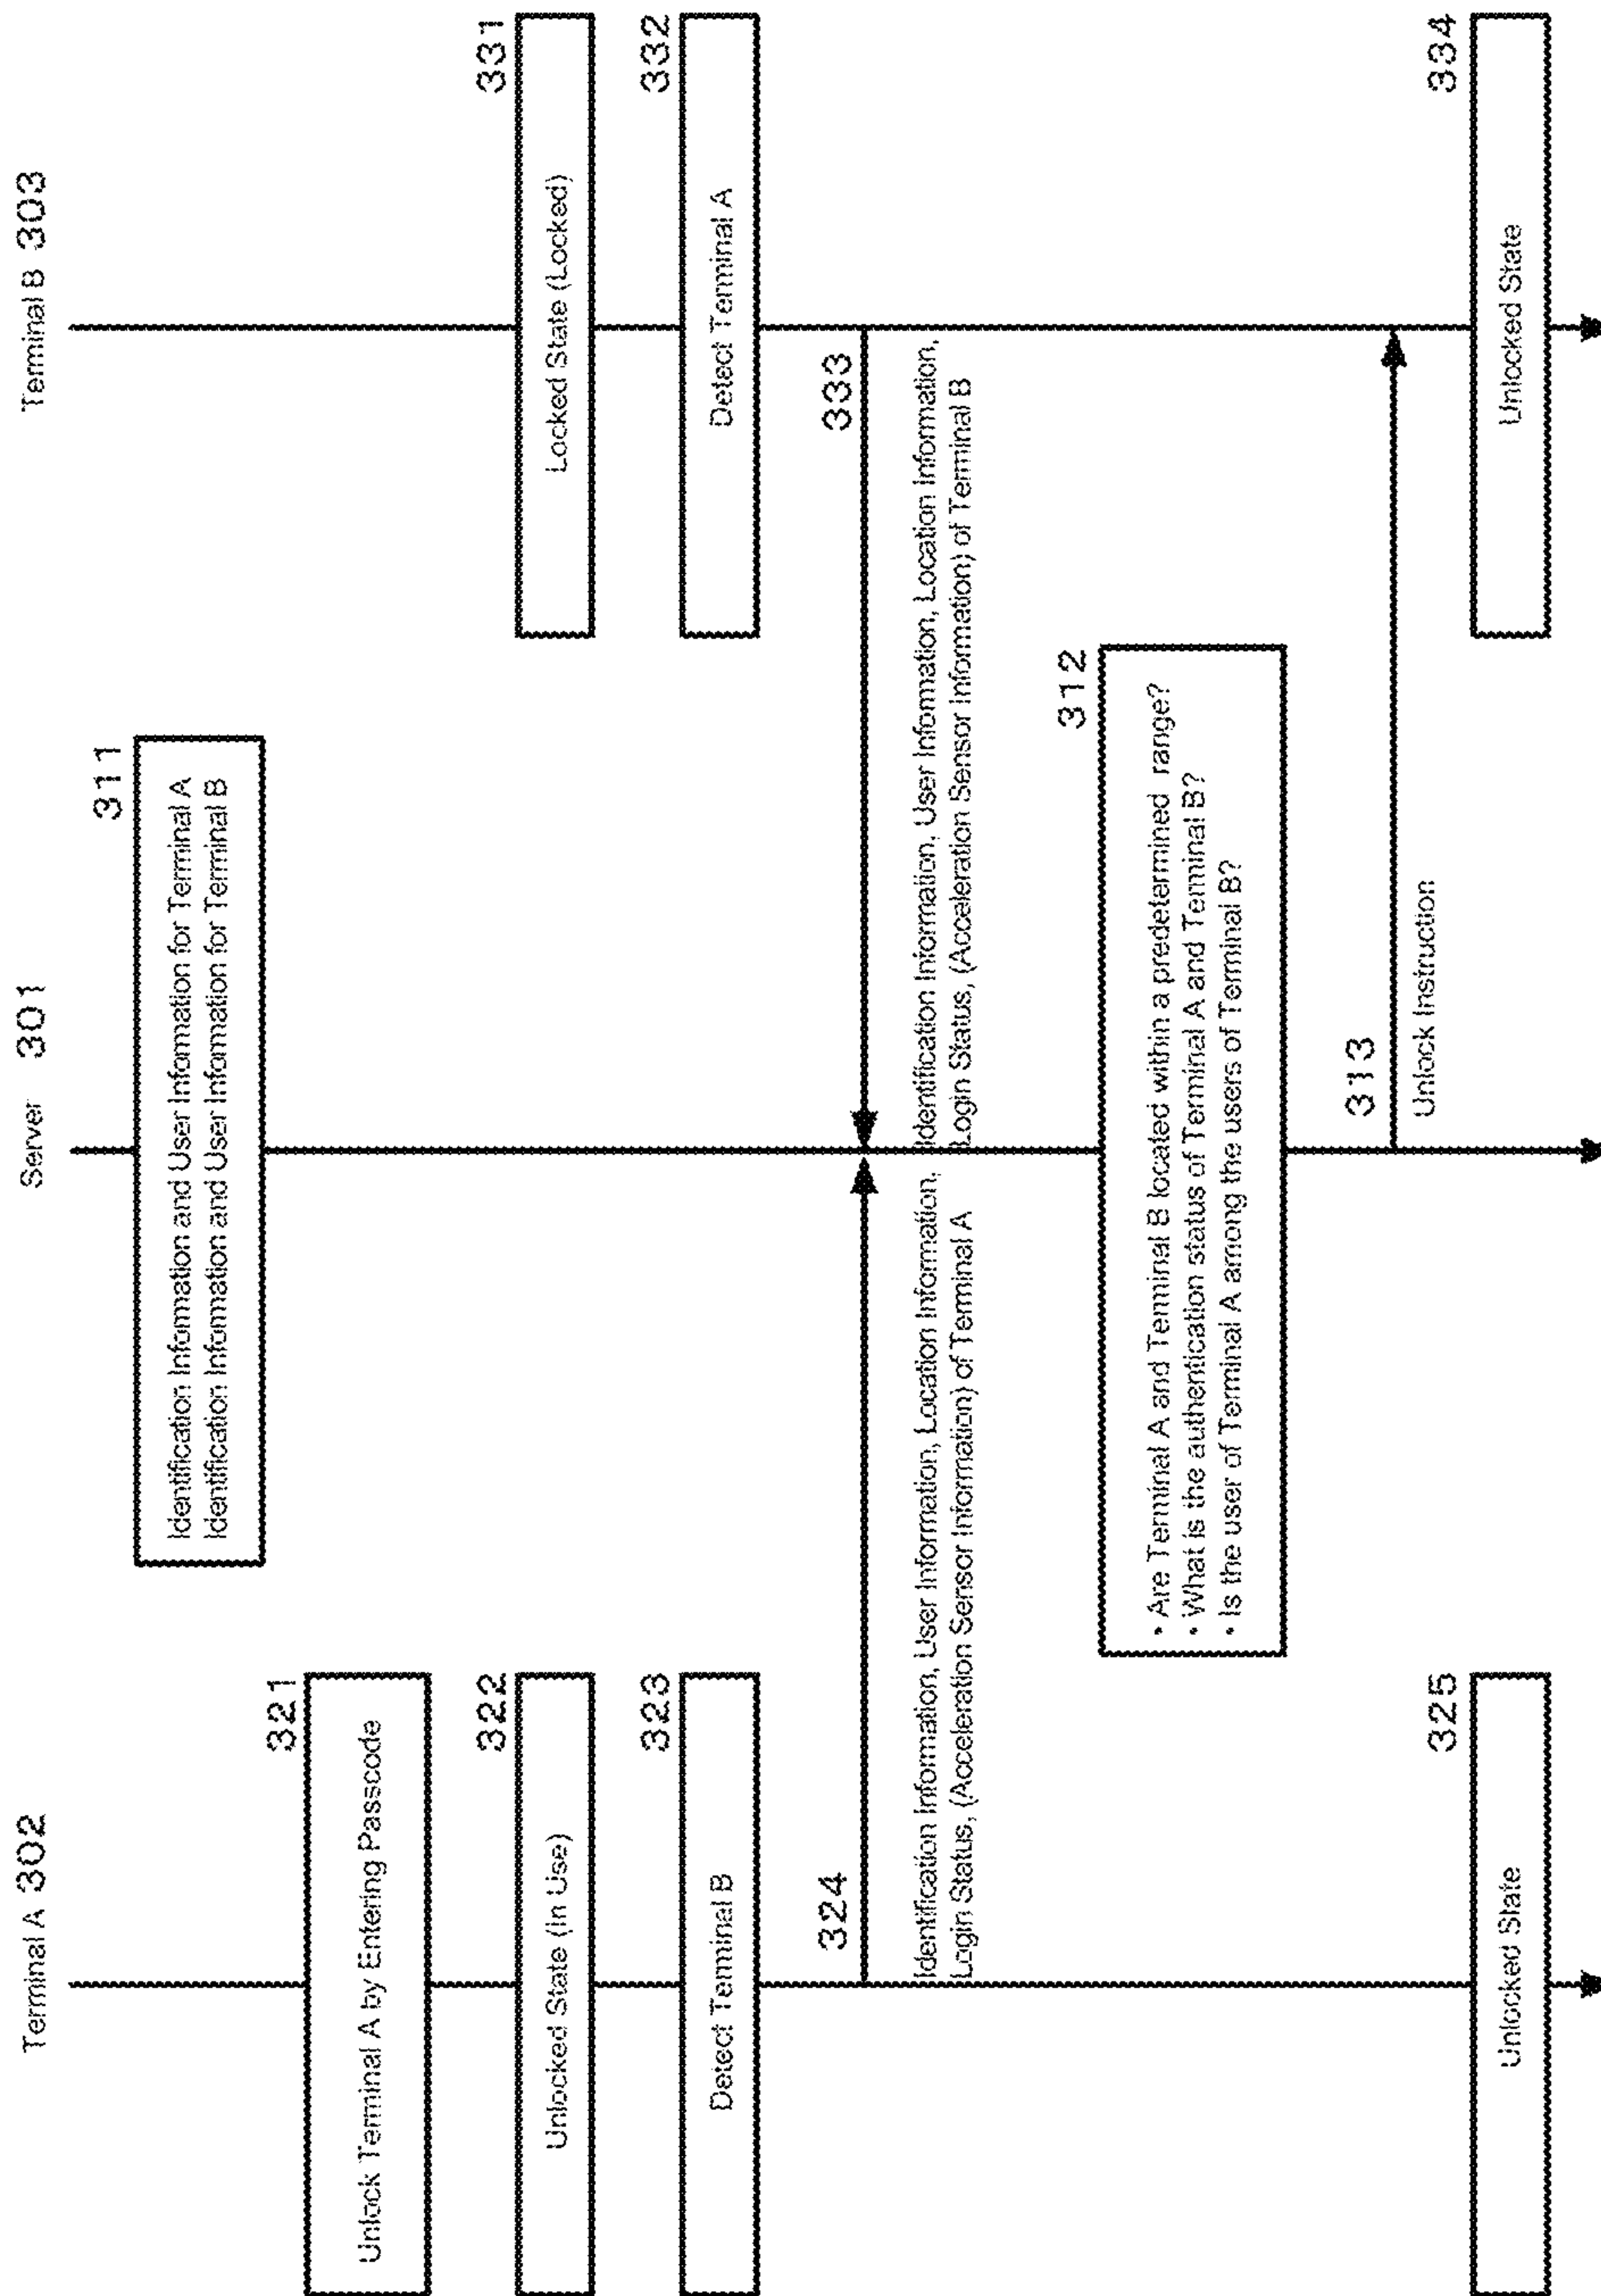 Terminal A 302
Server 301
Terminal B 303
311
Identification Information and User Information for Terminal A
Identification Information and User Information for Terminal B
321
Unlock Terminal A by Entering Passcode
322
Unlocked State (In Use)
331
Locked State (Locked)
323
Detect Terminal B
332
Detect Terminal A
324
333
Identification Information, User Information, Location Information,
Login Status, (Acceleration Sensor Information) of Terminal A
Identification Information, User Information, Location Information,
Login Status, (Acceleration Sensor Information) of Terminal B
312
• Are Terminal A and Terminal B located within a predetermined range?
• What is the authentication status of Terminal A and Terminal B?
• Is the user of Terminal A among the users of Terminal B?
313
Unlock Instruction
325
Unlocked State
334
Unlocked State